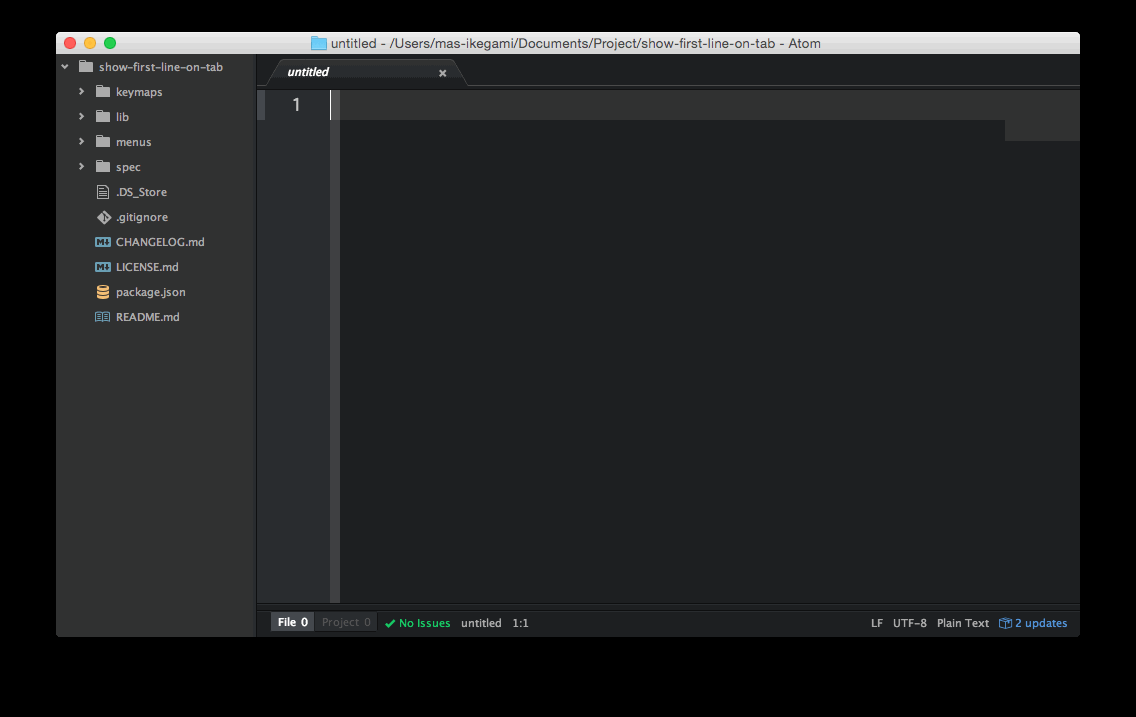 untitled - /Users/mas-ikegami/Documents/Project/show-first-line-on-tab - Atom
show-first-line-on-tab
keymaps
lib
menus
spec
.DS_Store
.gitignore
CHANGELOG.md
LICENSE.md
package.json
README.md
untitled
1
File 0 Project 0 No Issues untitled 1:1 LF UTF-8 Plain Text 2 updates